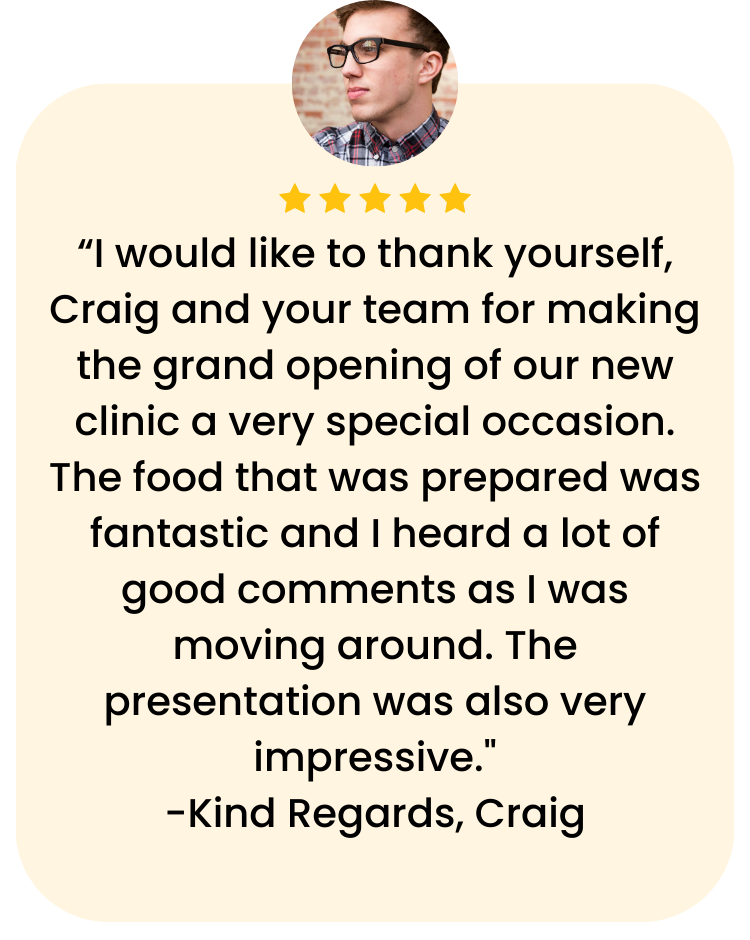 “I would like to thank yourself,
Craig and your team for making
the grand opening of our new
clinic a very special occasion.
The food that was prepared was
fantastic and I heard a lot of
good comments as I was
moving around. The
presentation was also very
impressive."
-Kind Regards, Craig